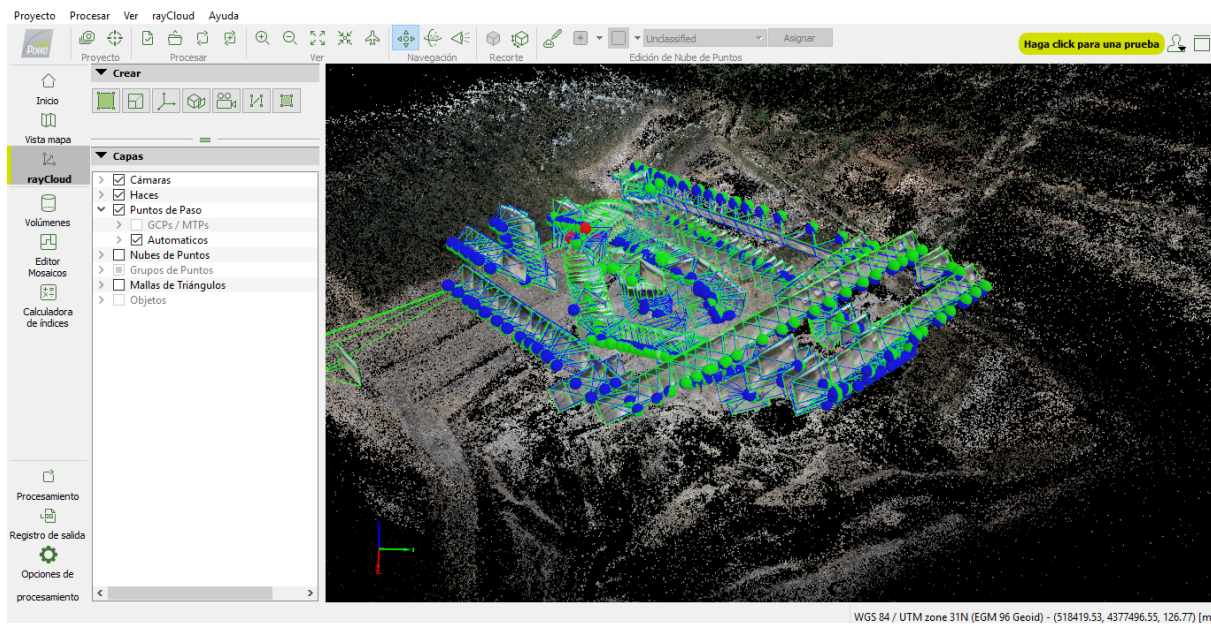 Proyecto Procesar Ver rayCloud Ayuda
PIX4D
Proyecto Procesar Ver Navegación Recorte Edición de Nube de Puntos
Unclassified Asignar
Haga click para una prueba
Inicio
Vista mapa
rayCloud
Volúmenes
Editor
Mosaicos
Calculadora
de índices
Procesamiento
LOG
Registro de salida
Opciones de
procesamiento
Crear
Capas
Cámaras
Haces
Puntos de Paso
GCPs / MTPs
Automaticos
Nubes de Puntos
Grupos de Puntos
Mallas de Triángulos
Objetos
WGS 84 / UTM zone 31N (EGM 96 Geoid) - (518419.53, 4377496.55, 126.77) [m